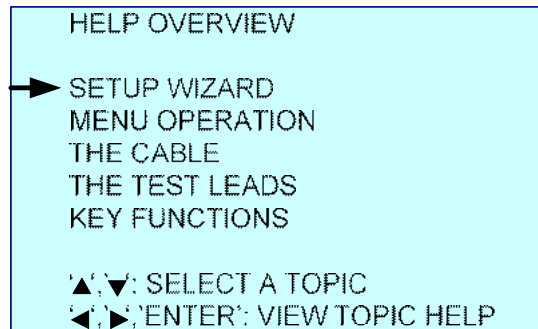 HELP OVERVIEW
SETUP WIZARD
MENU OPERATION
THE CABLE
THE TEST LEADS
KEY FUNCTIONS
'▲','▼': SELECT A TOPIC
'◀','▶','ENTER': VIEW TOPIC HELP